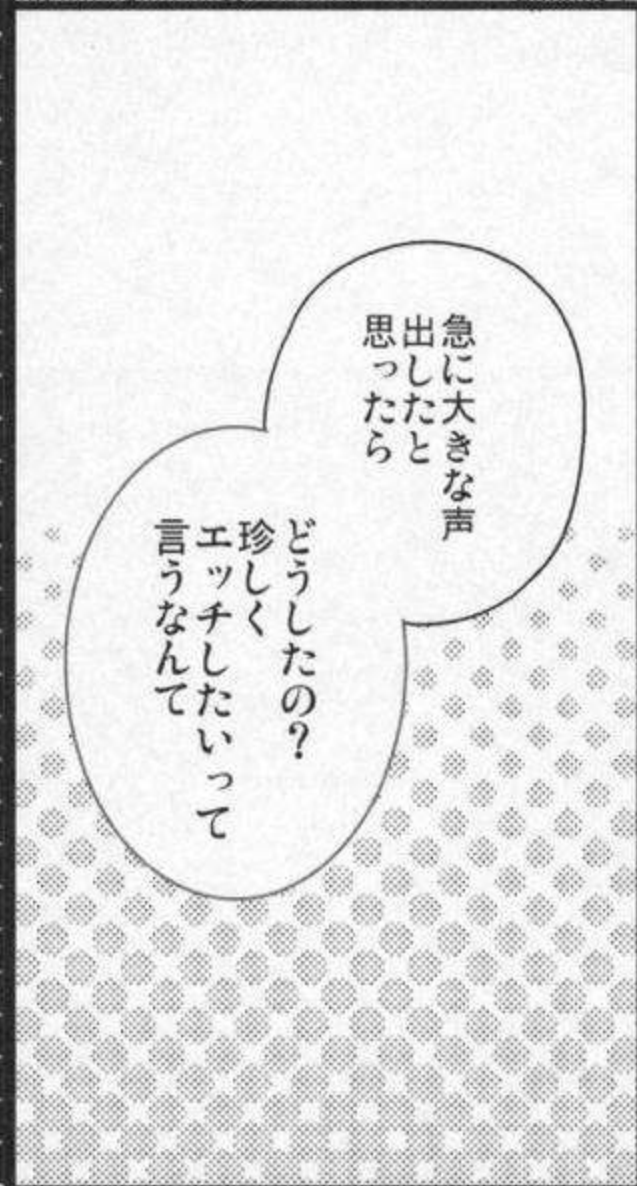 急に大きな声
出したと
思ったら
どうしたの?
珍しく
エッチしたいって
言うなんて